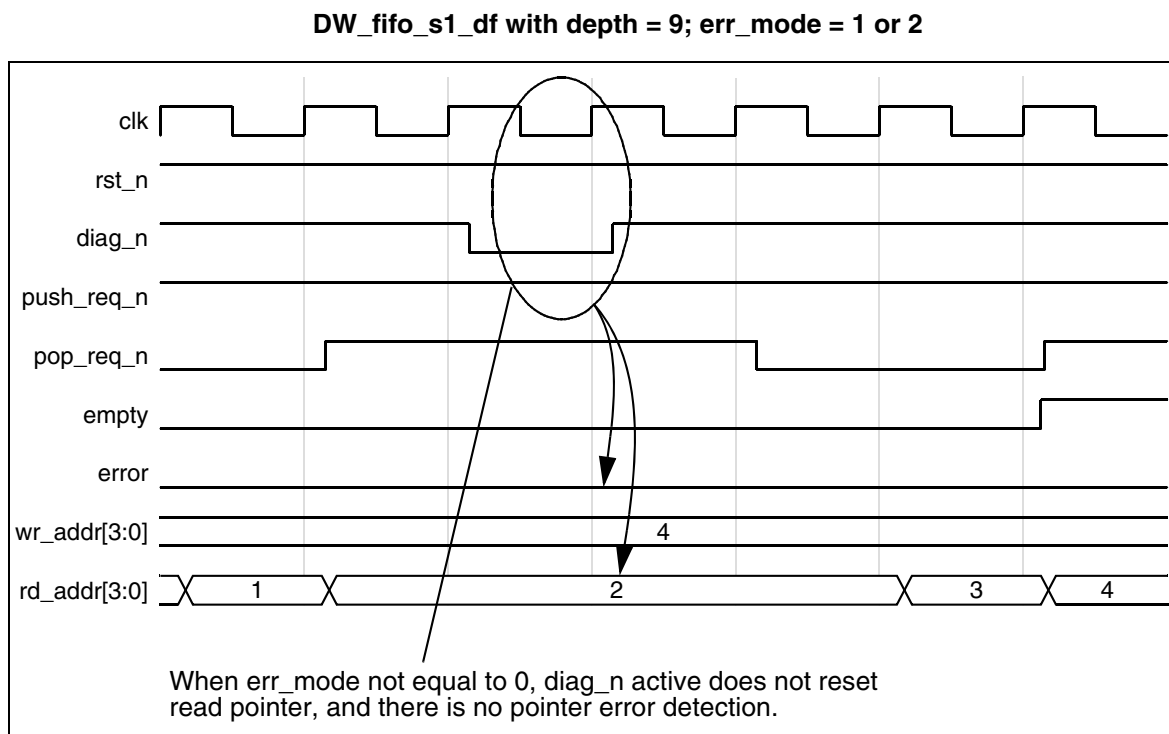 DW_fifo_s1_df with depth = 9; err_mode = 1 or 2
clk
rst_n
diag_n
push_req_n
pop_req_n
empty
error
wr_addr[3:0]
4
rd_addr[3:0]
1
2
3
4
When err_mode not equal to 0, diag_n active does not reset
read pointer, and there is no pointer error detection.